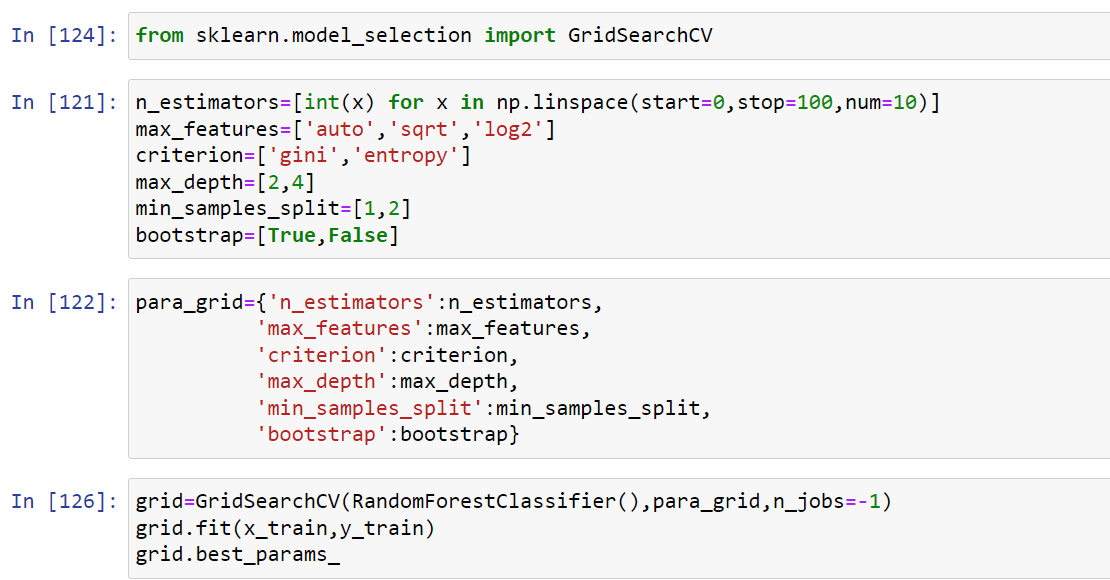 In [124]: from sklearn.model_selection import GridSearchCV
In [121]: n_estimators=[int(x) for x in np.linspace(start=0,stop=100,num=10)]
max_features=['auto','sqrt','log2']
criterion=['gini','entropy']
max_depth=[2,4]
min_samples_split=[1,2]
bootstrap=[True,False]
In [122]: para_grid={'n_estimators':n_estimators,
'max_features':max_features,
'criterion':criterion,
'max_depth':max_depth,
'min_samples_split':min_samples_split,
'bootstrap':bootstrap}
In [126]: grid=GridSearchCV(RandomForestClassifier(),para_grid,n_jobs=-1)
grid.fit(x_train,y_train)
grid.best_params_